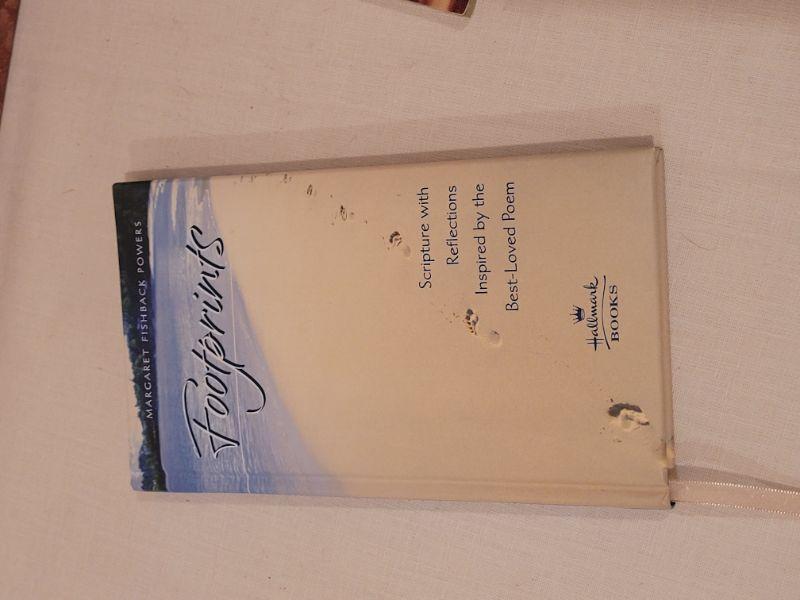 MARGARET FISHBACK POWERS
Footprints
Scripture with
Reflections
Inspired by the
Best-Loved Poem
Hallmark
BOOKS